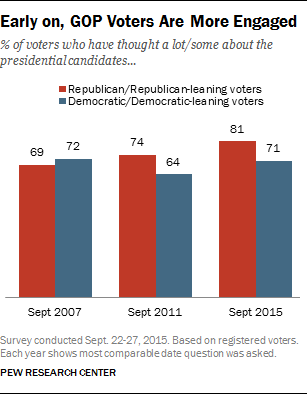 Early on, GOP Voters Are More Engaged
% of voters who have thought a lot/some about the
presidential candidates...
Republican/Republican-leaning voters
Democratic/Democratic-leaning voters
69 72 74 64 81 71
Sept 2007 Sept 2011 Sept 2015
Survey conducted Sept. 22-27, 2015. Based on registered voters.
Each year shows most comparable date question was asked.
PEW RESEARCH CENTER